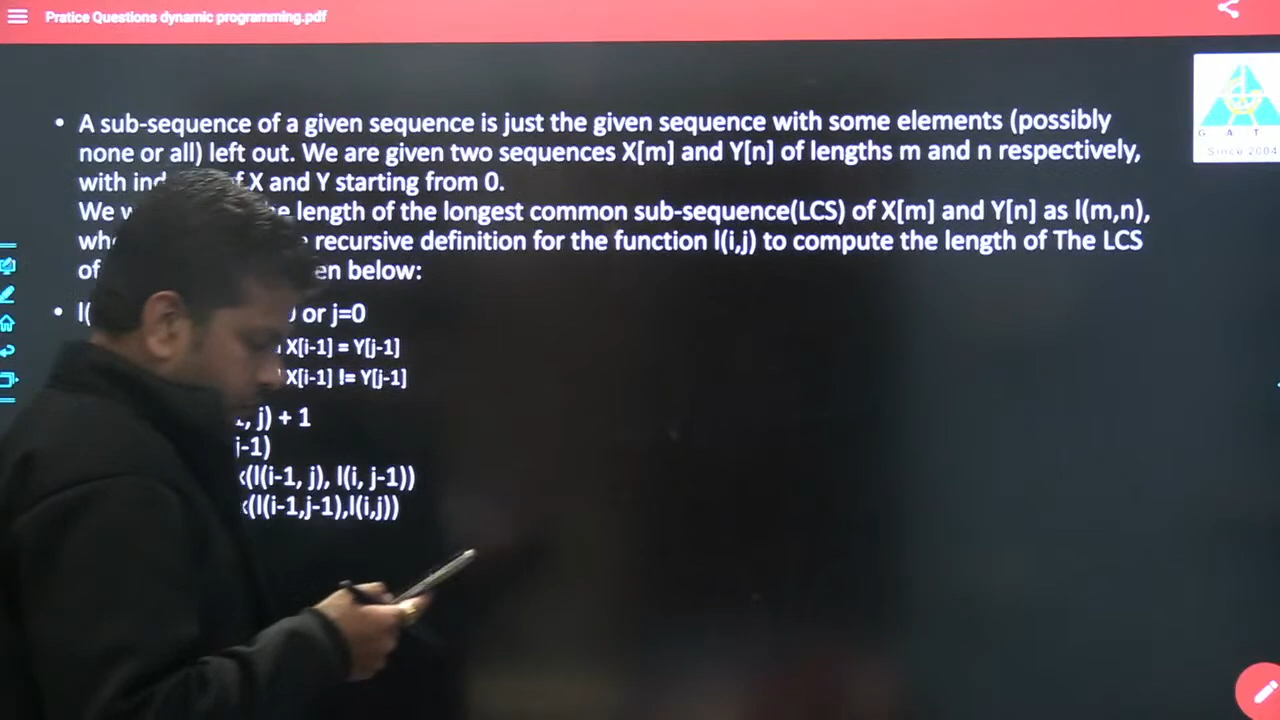 Pratice Questions dynamic programming.pdf
G A T
Since 2004
• A sub-sequence of a given sequence is just the given sequence with some elements (possibly
none or all) left out. We are given two sequences X[m] and Y[n] of lengths m and n respectively,
with X and Y starting from 0.
We length of the longest common sub-sequence(LCS) of X[m] and Y[n] as l(m,n),
recursive definition for the function l(i,j) to compute the length of The LCS
of below:
• l( or j=0
X[i-1] = Y[j-1]
X[i-1] != Y[j-1]
, j) + 1
j-1)
(l(i-1, j), l(i, j-1))
(l(i-1,j-1),l(i,j))